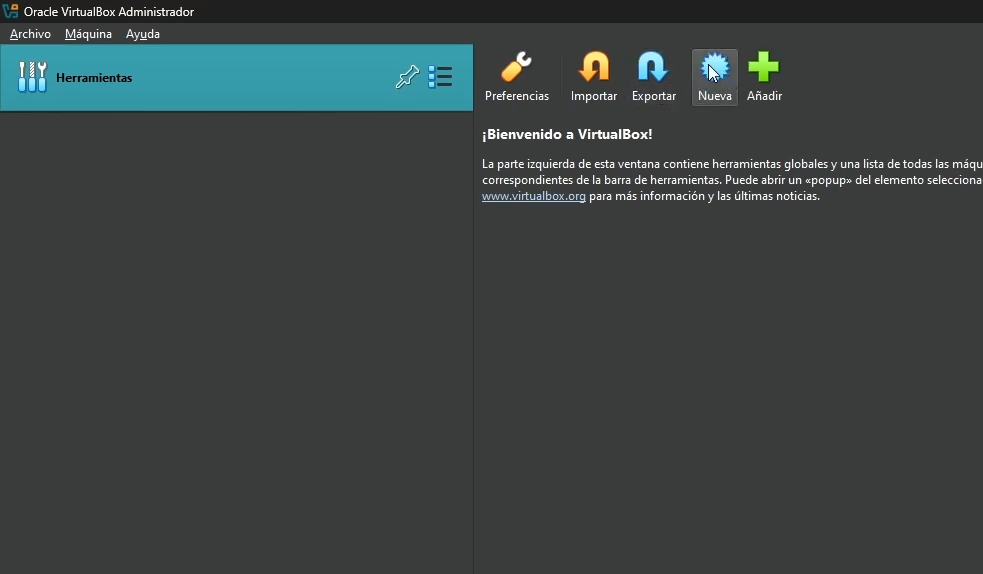 Oracle VirtualBox Administrador
Archivo Máquina Ayuda
Herramientas
Preferencias Importar Exportar Nueva Añadir
¡Bienvenido a VirtualBox!
La parte izquierda de esta ventana contiene herramientas globales y una lista de todas las máqu
correspondientes de la barra de herramientas. Puede abrir un «popup» del elemento selecciona
www.virtualbox.org para más información y las últimas noticias.